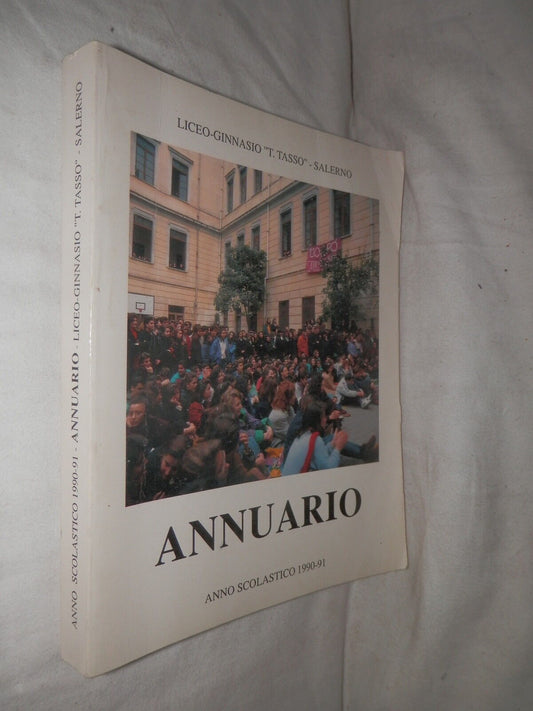 LICEO-GINNASIO "T. TASSO" - SALERNO
ANNUARIO
ANNO SCOLASTICO 1990-91
ANNO SCOLASTICO 1990-91 - ANNUARIO - LICEO-GINNASIO "T. TASSO" - SALERNO